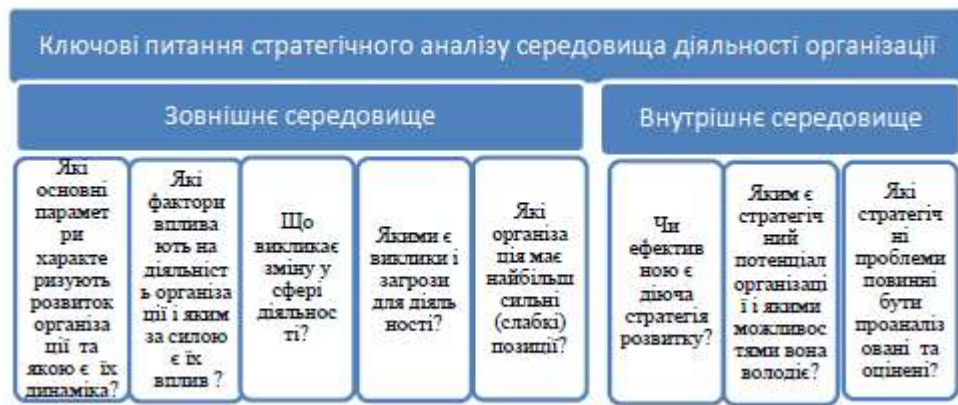 Ключові питання стратегічного аналізу середовища діяльності організації
Зовнішнє середовище
Внутрішнє середовище
Які
основні
парамет
ри
характе
ризують
розвиток
організа
ції та
якою є їх
динаміка?
Які
фактори
вплива
ють на
діяльніст
ь організа
ції і яким
за силою
є їх
вплив ?
Що
викликає
зміну у
сфері
діяльнос
ті?
Якими є
виклики і
загрози
для діяль
ності?
Які
організа
ція має
найбільш
сильні
(слабкі)
позиції?
Чи
ефектив
ною є
діюча
стратегія
розвитку?
Яким є
стратегіч
ний
потенціал
організаці
ї і якими
можливос
тями вона
володіє?
Які
стратегіч
ні
проблеми
повинні
бути
проаналіз
овані та
оцінені?